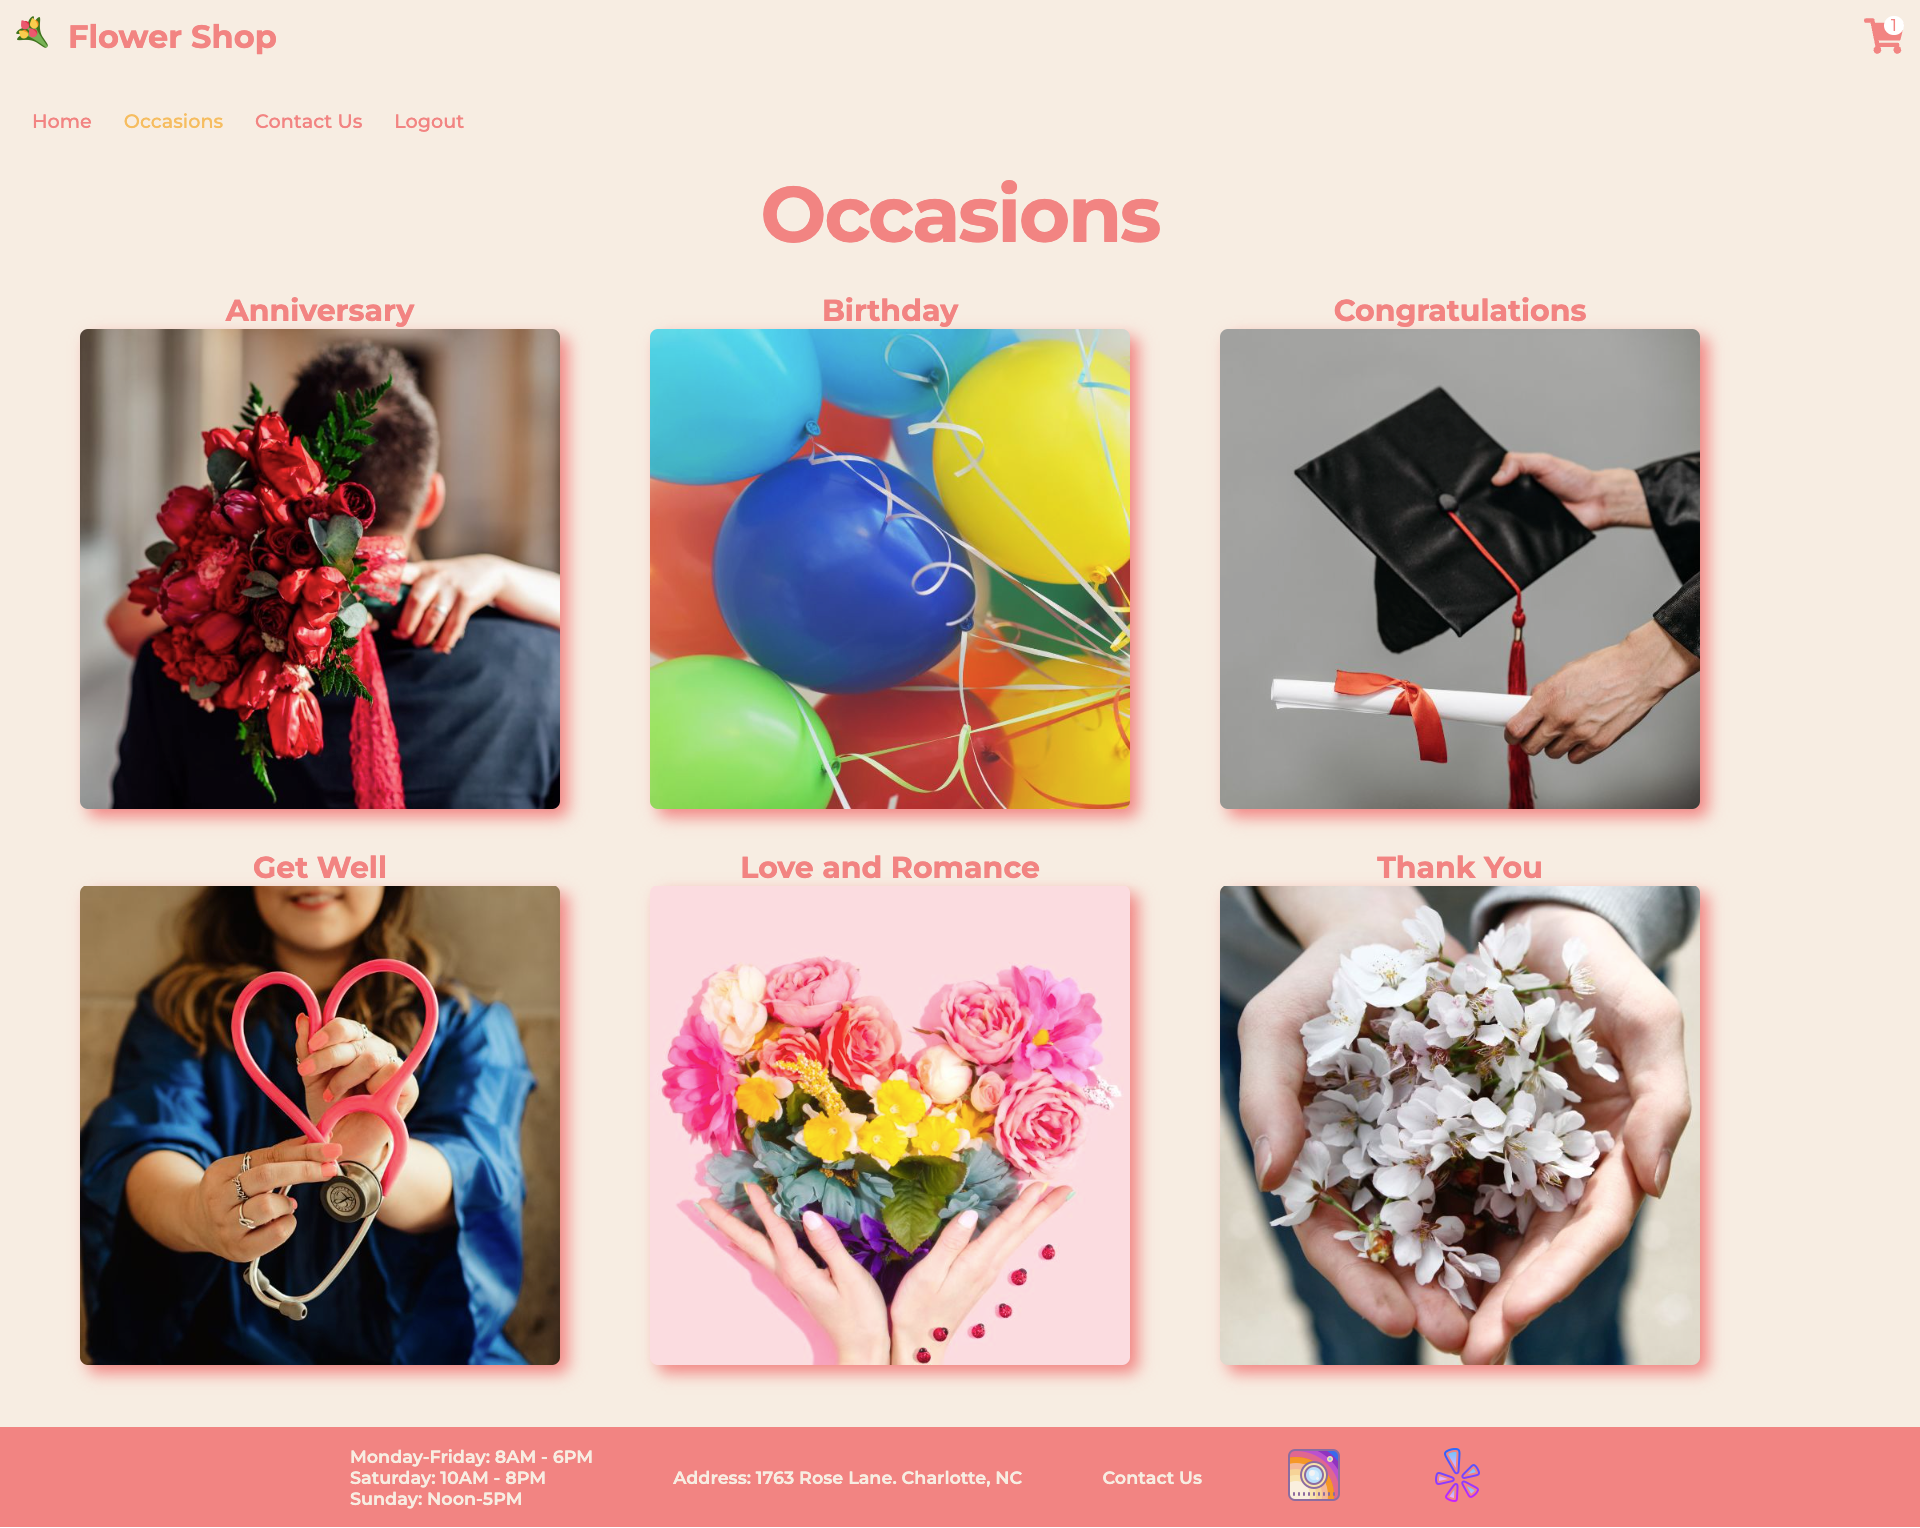 Flower Shop
1
Home
Occasions
Contact Us
Logout
Occasions
Anniversary
Birthday
Congratulations
Get Well
Love and Romance
Thank You
Monday-Friday: 8AM - 6PM
Saturday: 10AM - 8PM
Sunday: Noon-5PM
Address: 1763 Rose Lane. Charlotte, NC
Contact Us